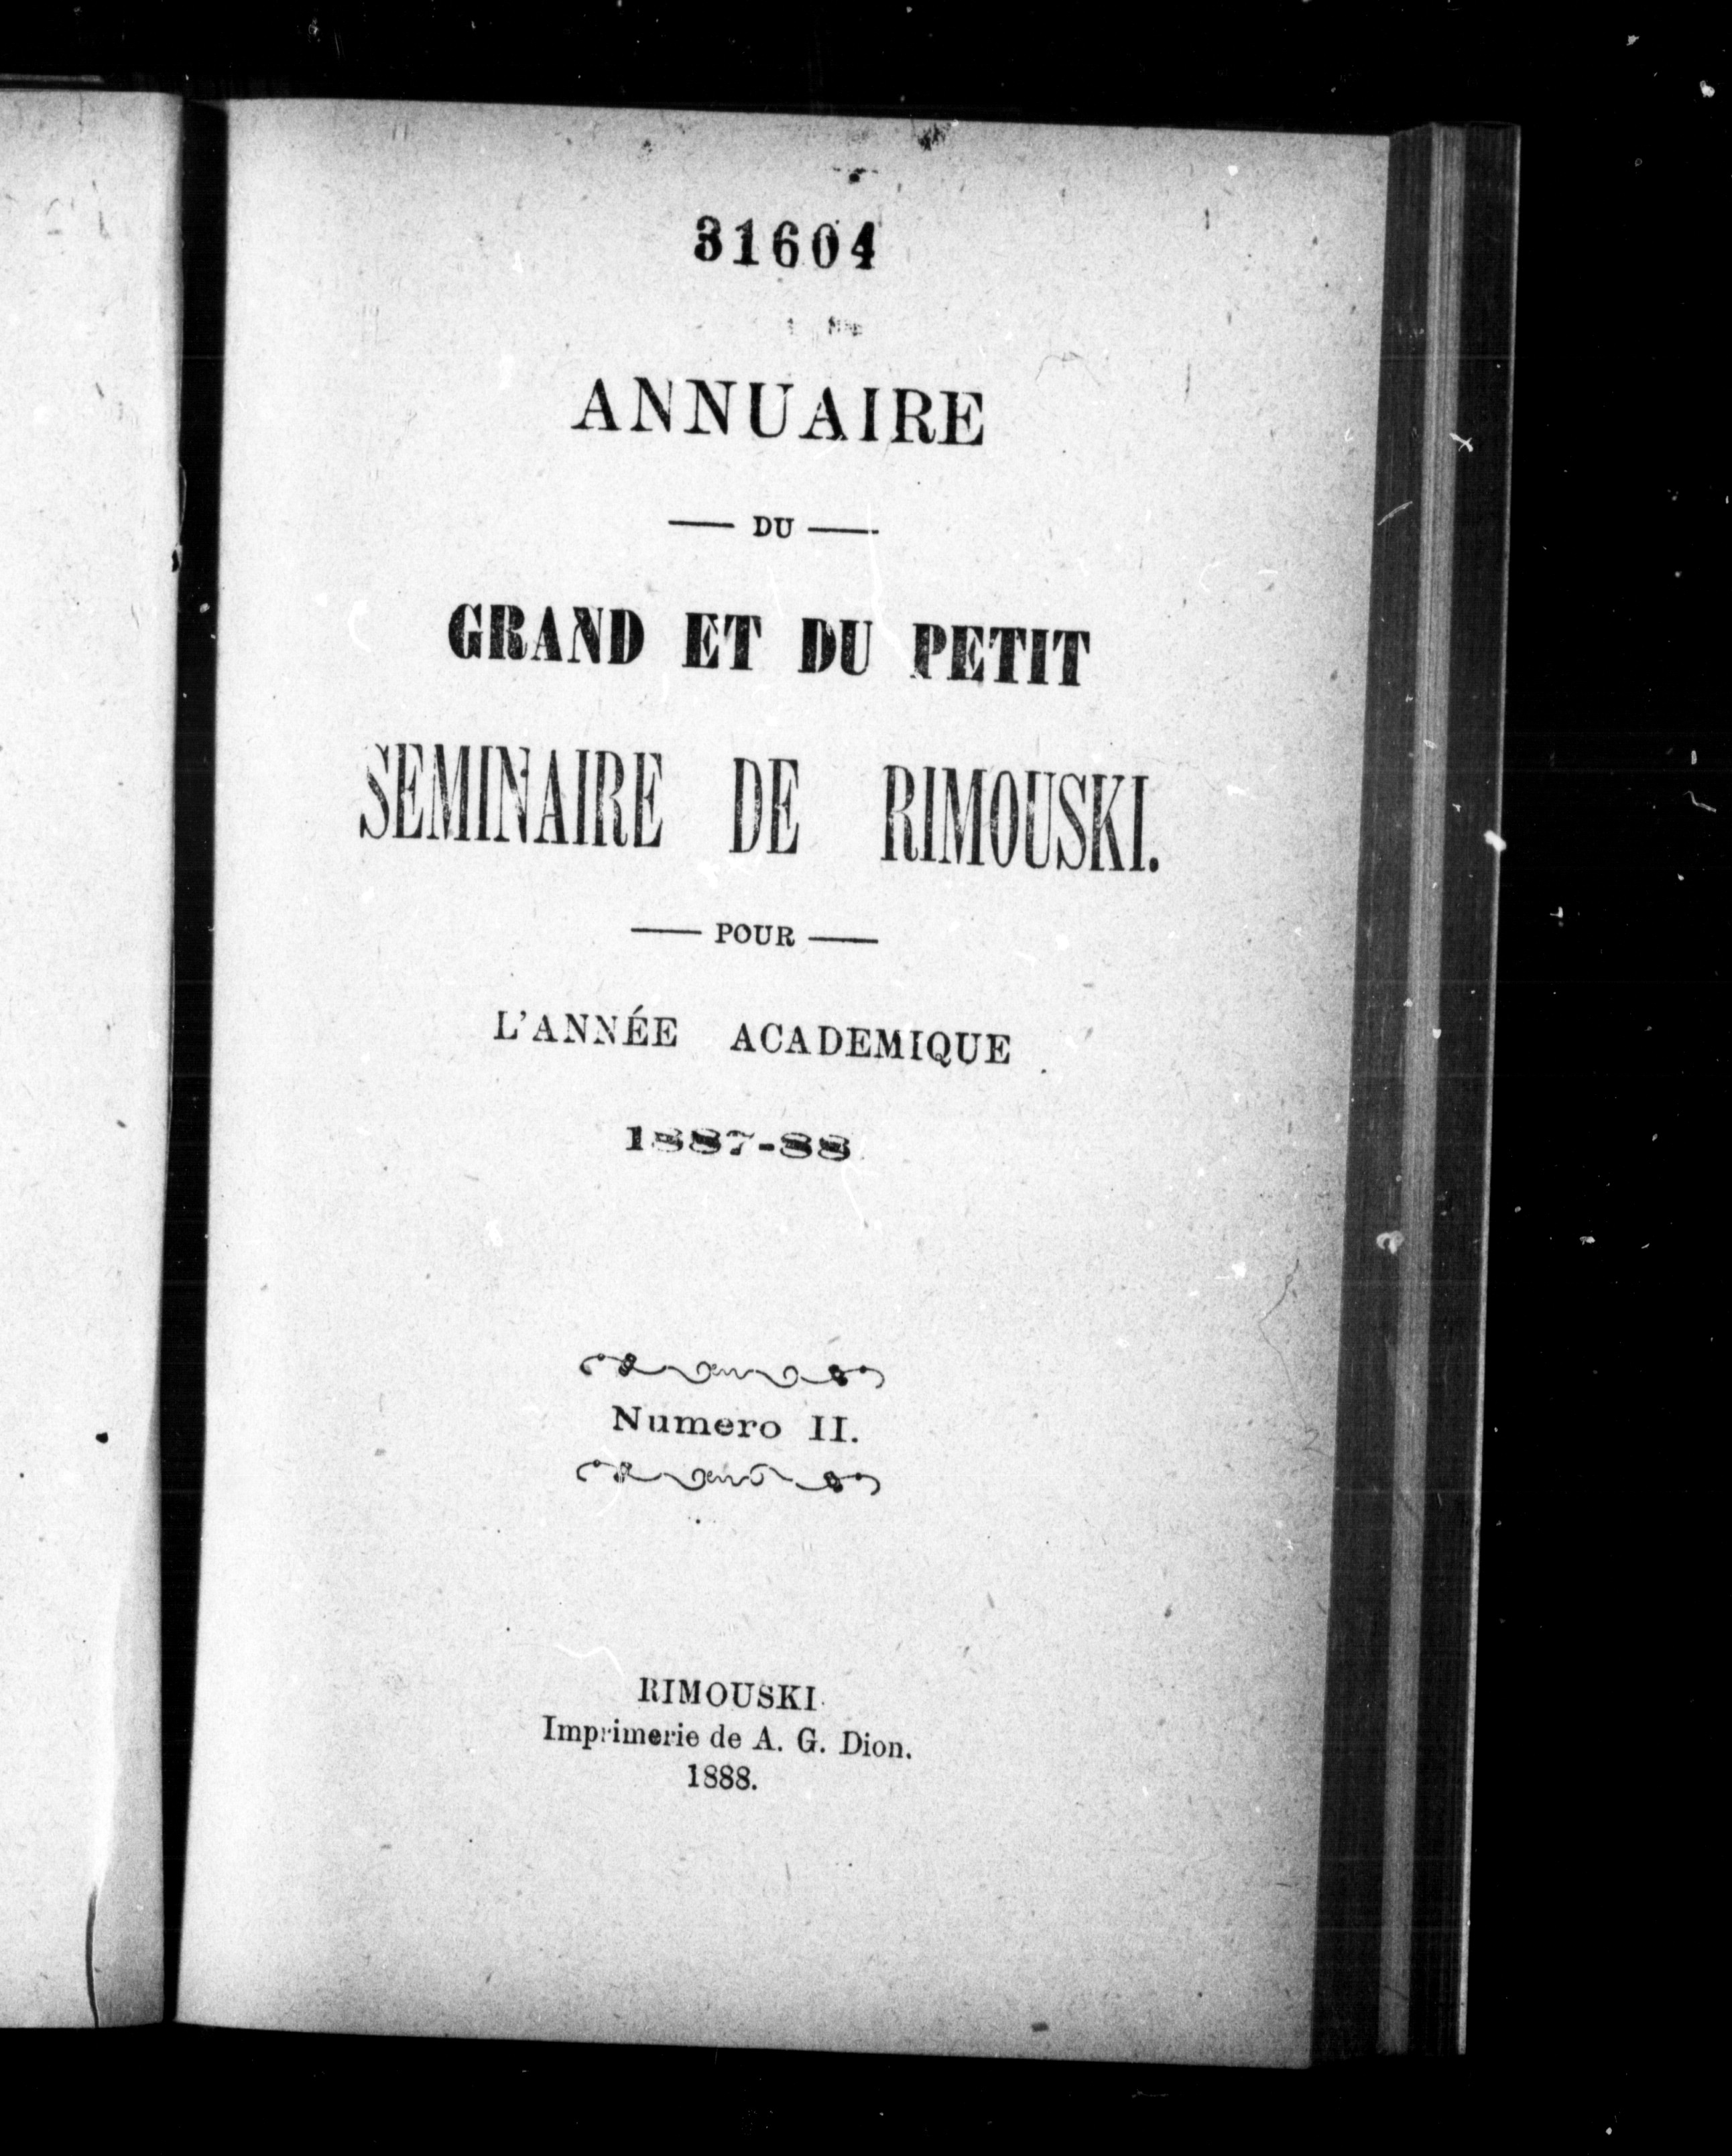 31604
ANNUAIRE
— DU —
GRAND ET DU PETIT
SEMINAIRE DE RIMOUSKI.
— POUR —
L'ANNÉE ACADEMIQUE
1887-88
Numero II.
RIMOUSKI
Imprimerie de A. G. Dion.
1888.